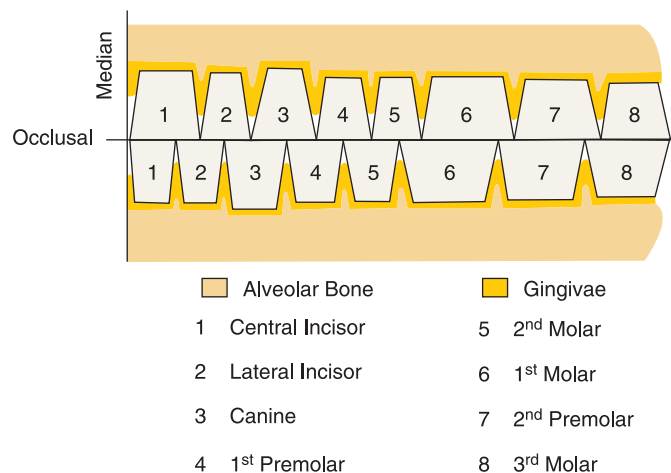 Median
1 2 3 4 5 6 7 8
Occlusal
1 2 3 4 5 6 7 8
Alveolar Bone
Gingivae
1 Central Incisor
5 2nd Molar
2 Lateral Incisor
6 1st Molar
3 Canine
7 2nd Premolar
4 1st Premolar
8 3rd Molar